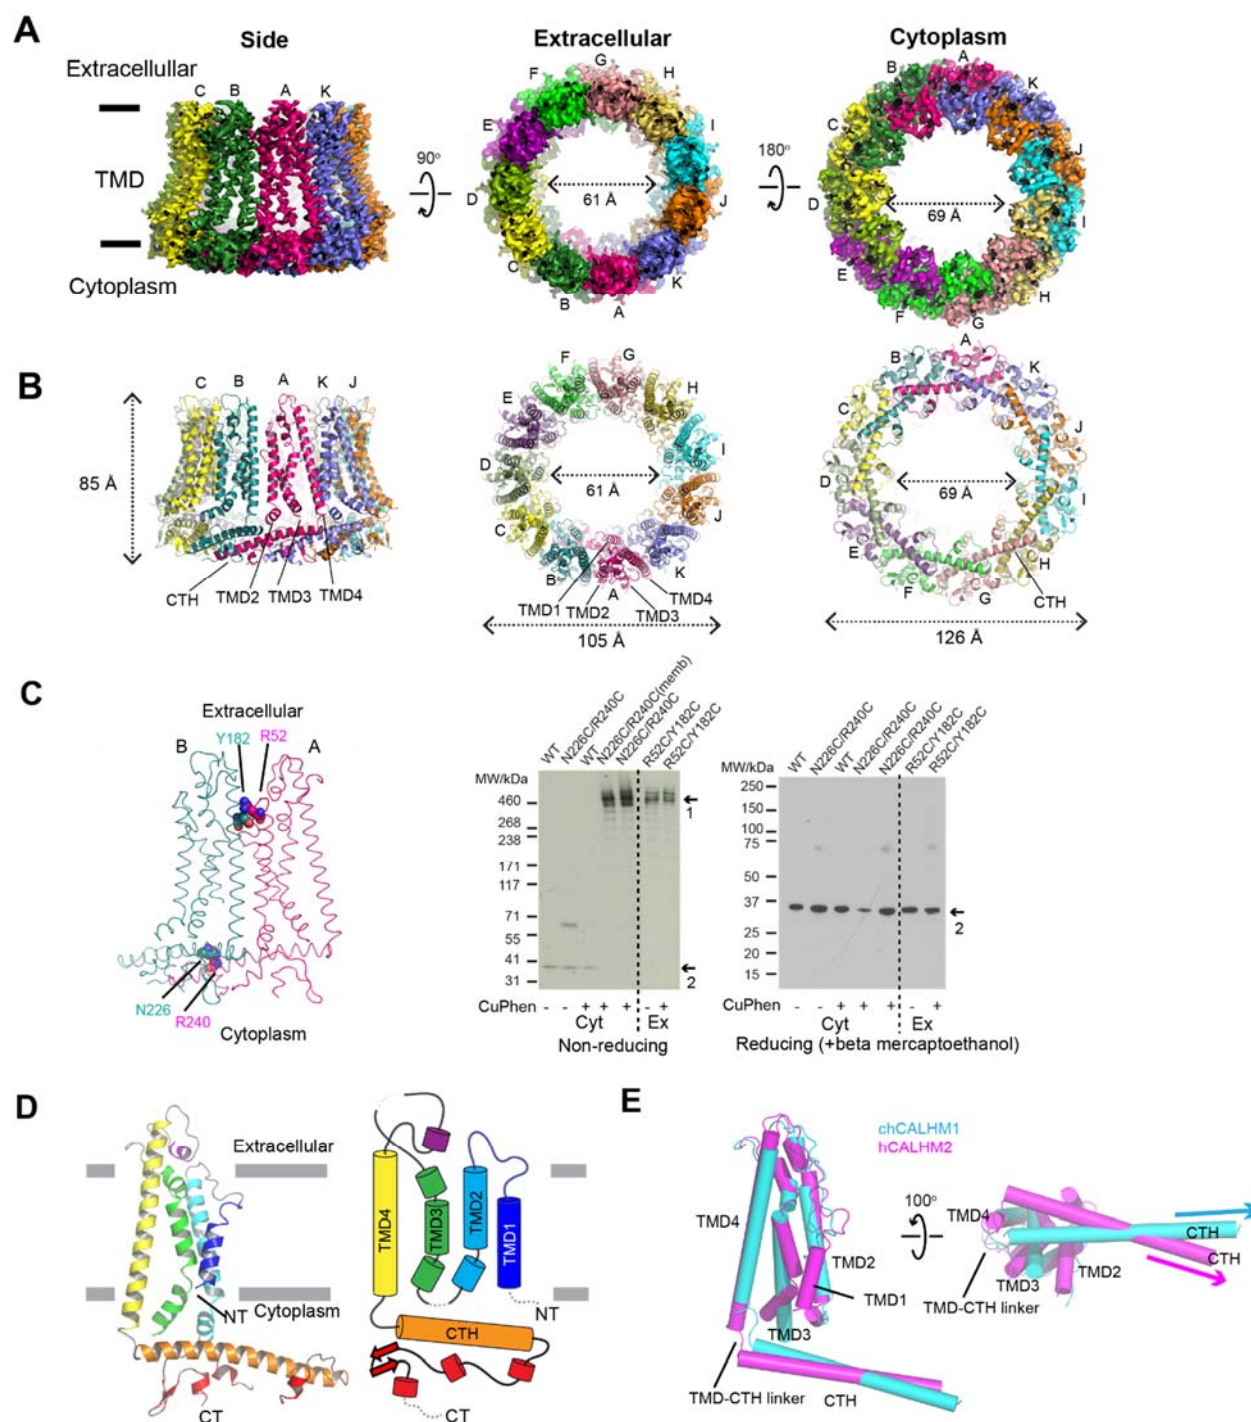 A
Side
Extracellular
Cytoplasm
Extracellullar
TMD
Cytoplasm
C B A K
90°
F G H E I D J C K B A
61 Å
180°
B A K C J D I E H F G
69 Å
B
C B A K J
85 Å
CTH
TMD2
TMD3
TMD4
F G H E I D J C K B A
61 Å
TMD1
TMD2
TMD3
TMD4
105 Å
A B K C J D I E H F G
69 Å
CTH
126 Å
C
Extracellular
B Y182 R52 A
N226
R240
Cytoplasm
WT
N226C/R240C
WT
N226C/R240C(memb)
N226C/R240C
R52C/Y182C
R52C/Y182C
MW/kDa
460
268
238
171
117
71
55
41
31
1
2
CuPhen - - + + + - +
Cyt Ex
Non-reducing
WT
N226C/R240C
WT
N226C/R240C
N226C/R240C
R52C/Y182C
R52C/Y182C
MW/kDa
250
150
100
75
50
37
25
20
15
2
- - + + + - +
Cyt Ex
Reducing (+beta mercaptoethanol)
D
Extracellular
Cytoplasm
NT
CT
TMD4
TMD3
TMD2
TMD1
NT
CTH
CT
E
chCALHM1
hCALHM2
TMD4
TMD2
TMD1
TMD3
TMD-CTH linker
CTH
100°
TMD4
CTH
CTH
TMD3
TMD2
TMD-CTH linker